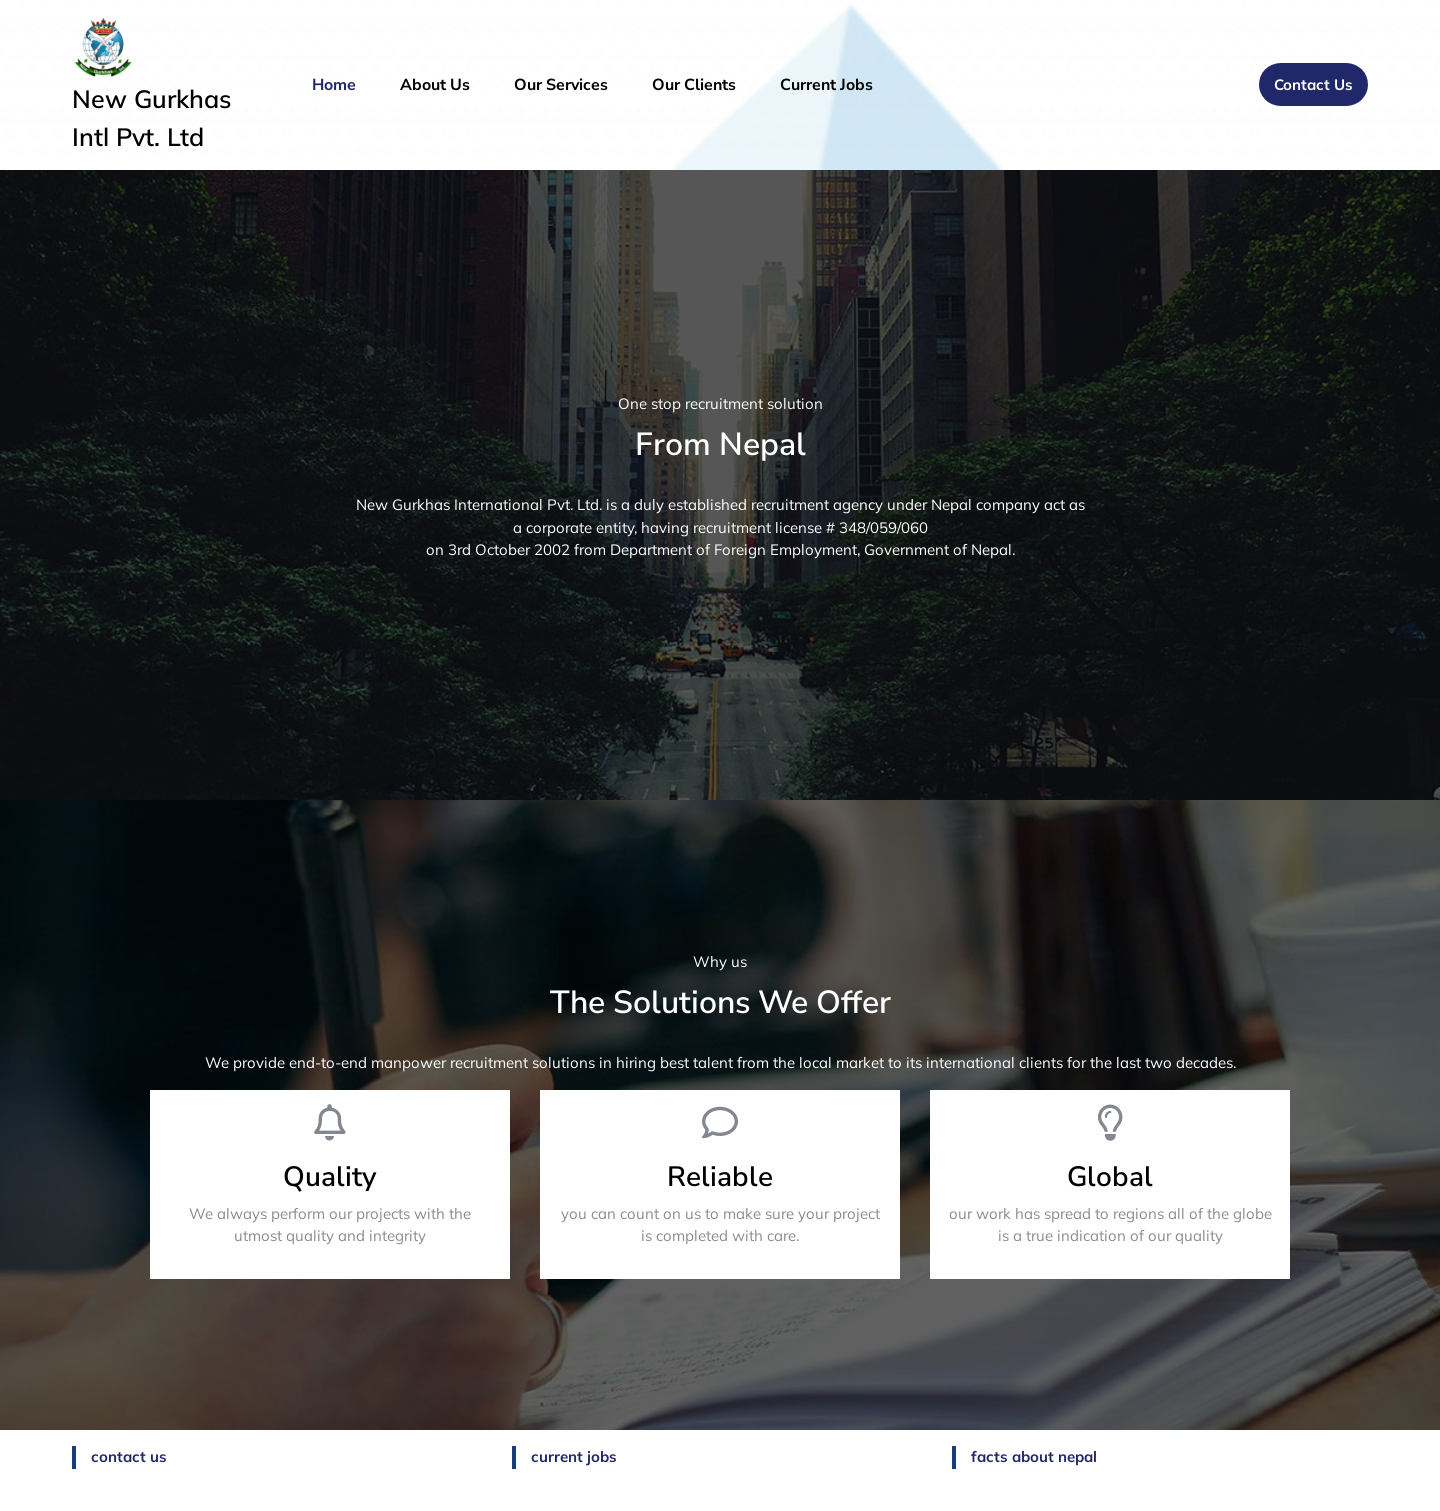 New Gurkhas
Intl Pvt. Ltd
Home
About Us
Our Services
Our Clients
Current Jobs
Contact Us
One stop recruitment solution
From Nepal
New Gurkhas International Pvt. Ltd. is a duly established recruitment agency under Nepal company act as
a corporate entity, having recruitment license # 348/059/060
on 3rd October 2002 from Department of Foreign Employment, Government of Nepal.
Why us
The Solutions We Offer
We provide end-to-end manpower recruitment solutions in hiring best talent from the local market to its international clients for the last two decades.
Quality
We always perform our projects with the
utmost quality and integrity
Reliable
you can count on us to make sure your project
is completed with care.
Global
our work has spread to regions all of the globe
is a true indication of our quality
contact us
current jobs
facts about nepal